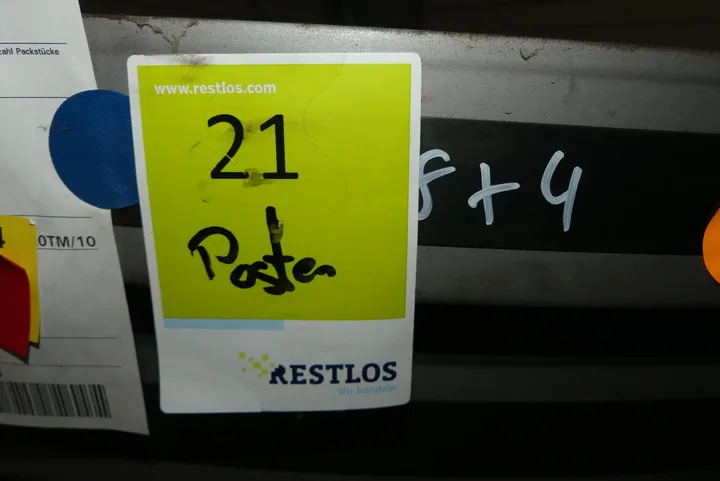 zahl Packstücke
www.restlos.com
21
8+4
Posten
0TM/10
RESTLOS
Wir handeln